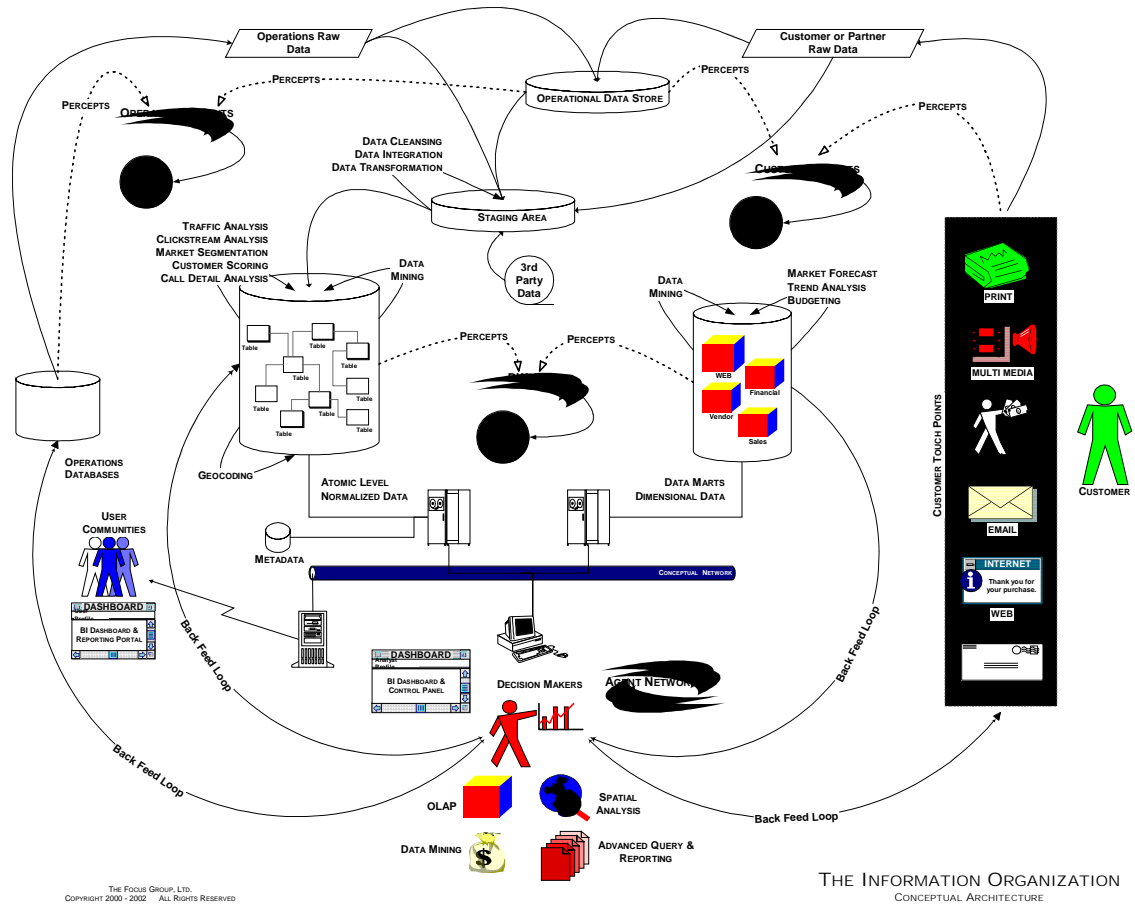 Operations Raw
Data
Customer or Partner
Raw Data
PERCEPTS
PERCEPTS
PERCEPTS
PERCEPTS
OPERATIONAL DATA STORE
DATA CLEANSING
DATA INTEGRATION
DATA TRANSFORMATION
STAGING AREA
3rd
Party
Data
TRAFFIC ANALYSIS
CLICKSTREAM ANALYSIS
MARKET SEGMENTATION
CUSTOMER SCORING
CALL DETAIL ANALYSIS
DATA
MINING
DATA
MINING
MARKET FORECAST
TREND ANALYSIS
BUDGETING
PERCEPTS
PERCEPTS
Table
Table
Table
Table
Table
Table
Table
Table
WEB
Financial
Vendor
Sales
GEOCODING
OPERATIONS
DATABASES
ATOMIC LEVEL
NORMALIZED DATA
DATA MARTS
DIMENSIONAL DATA
METADATA
CONCEPTUAL NETWORK
USER
COMMUNITIES
DASHBOARD
BI DASHBOARD &
REPORTING PORTAL
DASHBOARD
BI DASHBOARD &
CONTROL PANEL
DECISION MAKERS
AGENT NETWORK
Back Feed Loop
Back Feed Loop
Back Feed Loop
Back Feed Loop
OLAP
SPATIAL
ANALYSIS
DATA MINING
$
ADVANCED QUERY &
REPORTING
CUSTOMER TOUCH POINTS
PRINT
MULTI MEDIA
EMAIL
INTERNET
i
Thank you for
your purchase.
WEB
CUSTOMER
THE FOCUS GROUP, LTD.
COPYRIGHT 2000 - 2002 ALL RIGHTS RESERVED
THE INFORMATION ORGANIZATION
CONCEPTUAL ARCHITECTURE